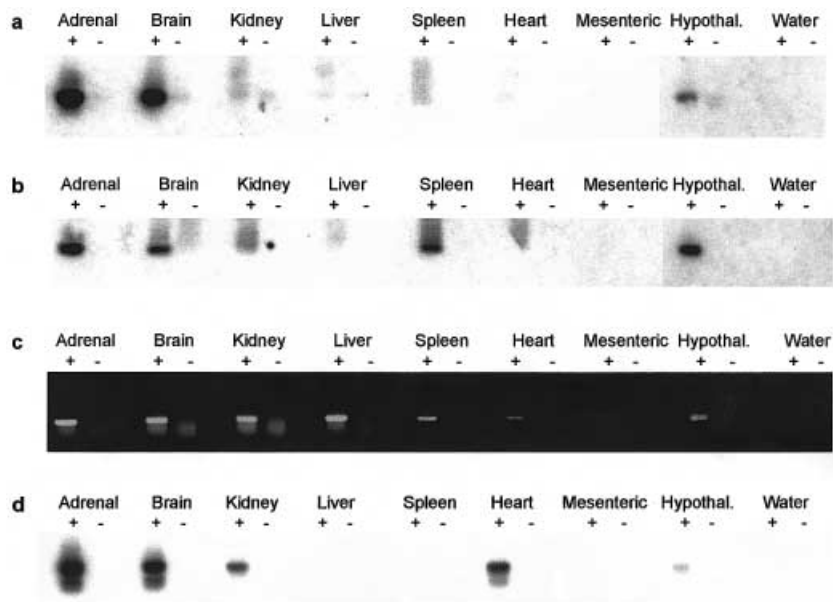 a Adrenal Brain Kidney Liver Spleen Heart Mesenteric Hypothal. Water
+ - + - + - + - + - + - + - + - + -
b Adrenal Brain Kidney Liver Spleen Heart Mesenteric Hypothal. Water
+ - + - + - + - + - + - + - + - + -
c Adrenal Brain Kidney Liver Spleen Heart Mesenteric Hypothal. Water
+ - + - + - + - + - + - + - + - + -
d Adrenal Brain Kidney Liver Spleen Heart Mesenteric Hypothal. Water
+ - + - + - + - + - + - + - + - + -